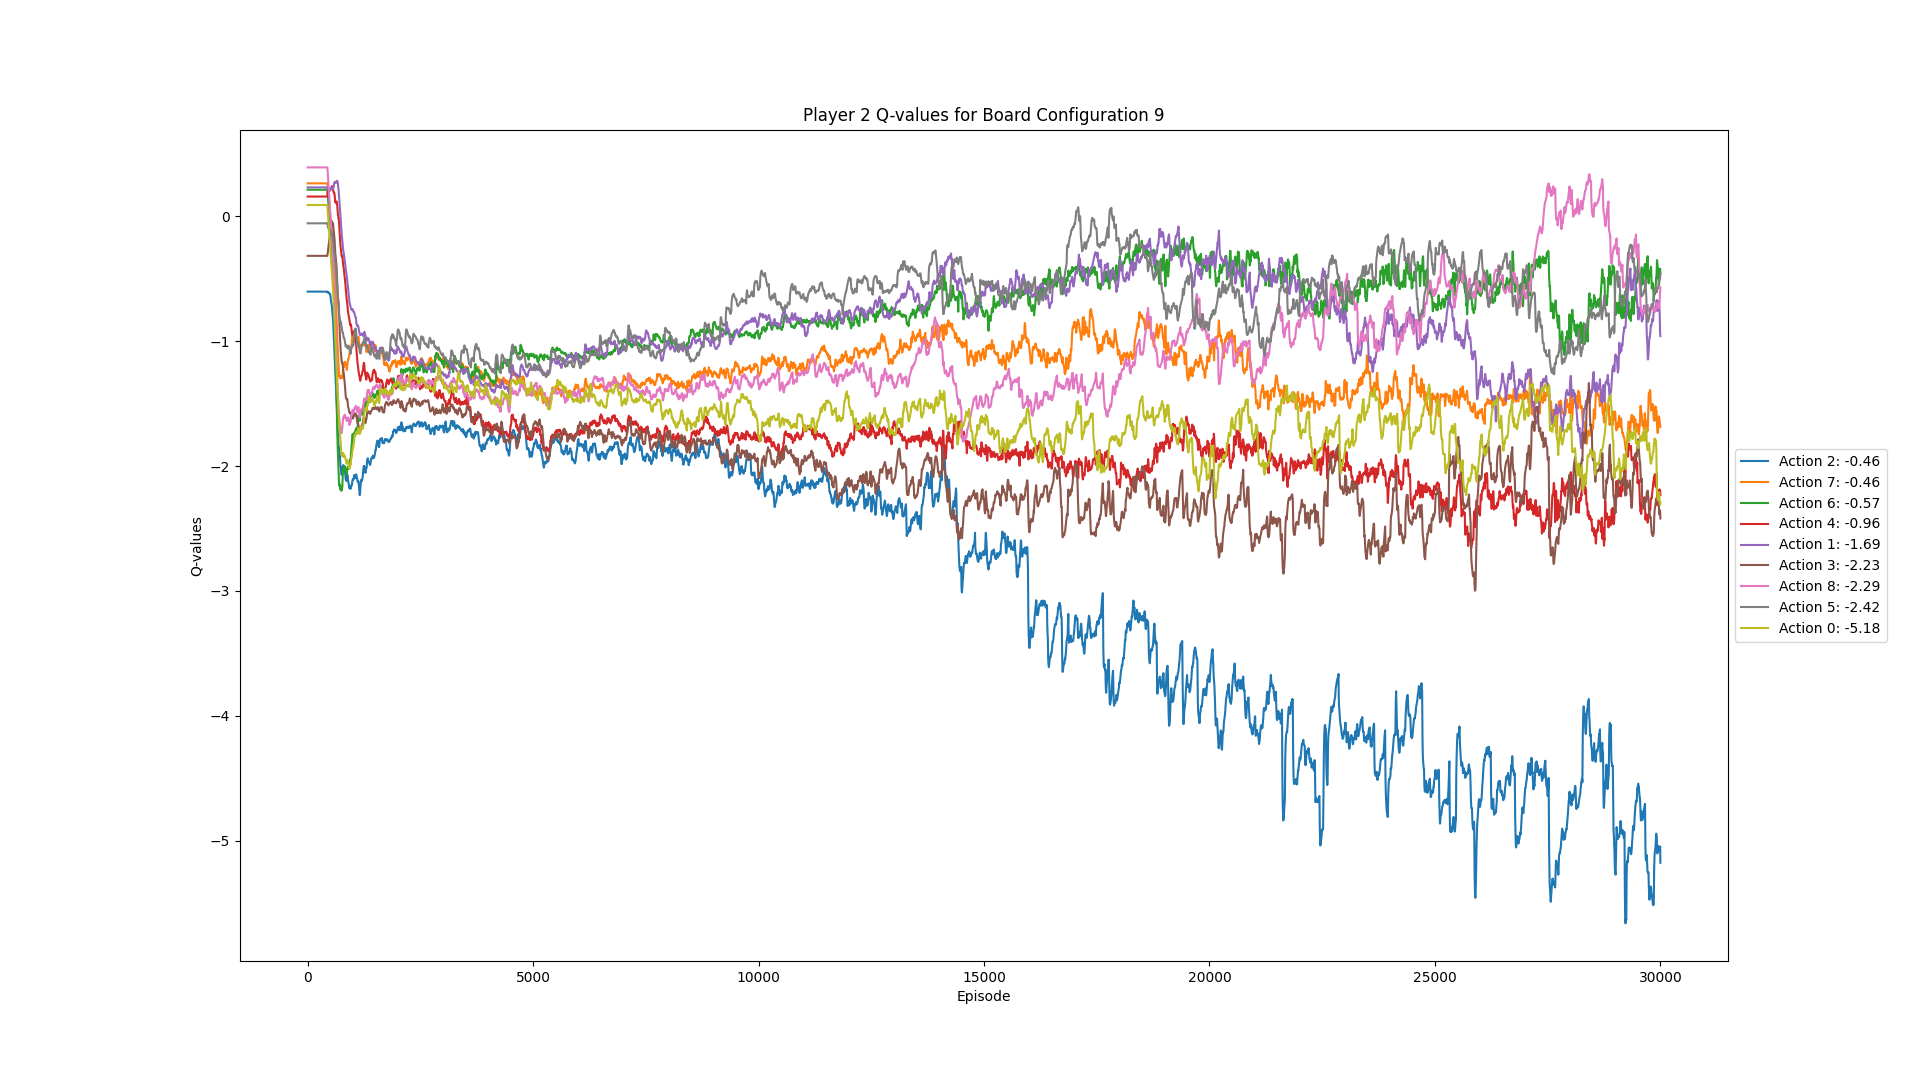 Player 2 Q-values for Board Configuration 9
0
−1
−2
−3
−4
−5
Q-values
0
5000
10000
15000
20000
25000
30000
Episode
Action 2: -0.46
Action 7: -0.46
Action 6: -0.57
Action 4: -0.96
Action 1: -1.69
Action 3: -2.23
Action 8: -2.29
Action 5: -2.42
Action 0: -5.18